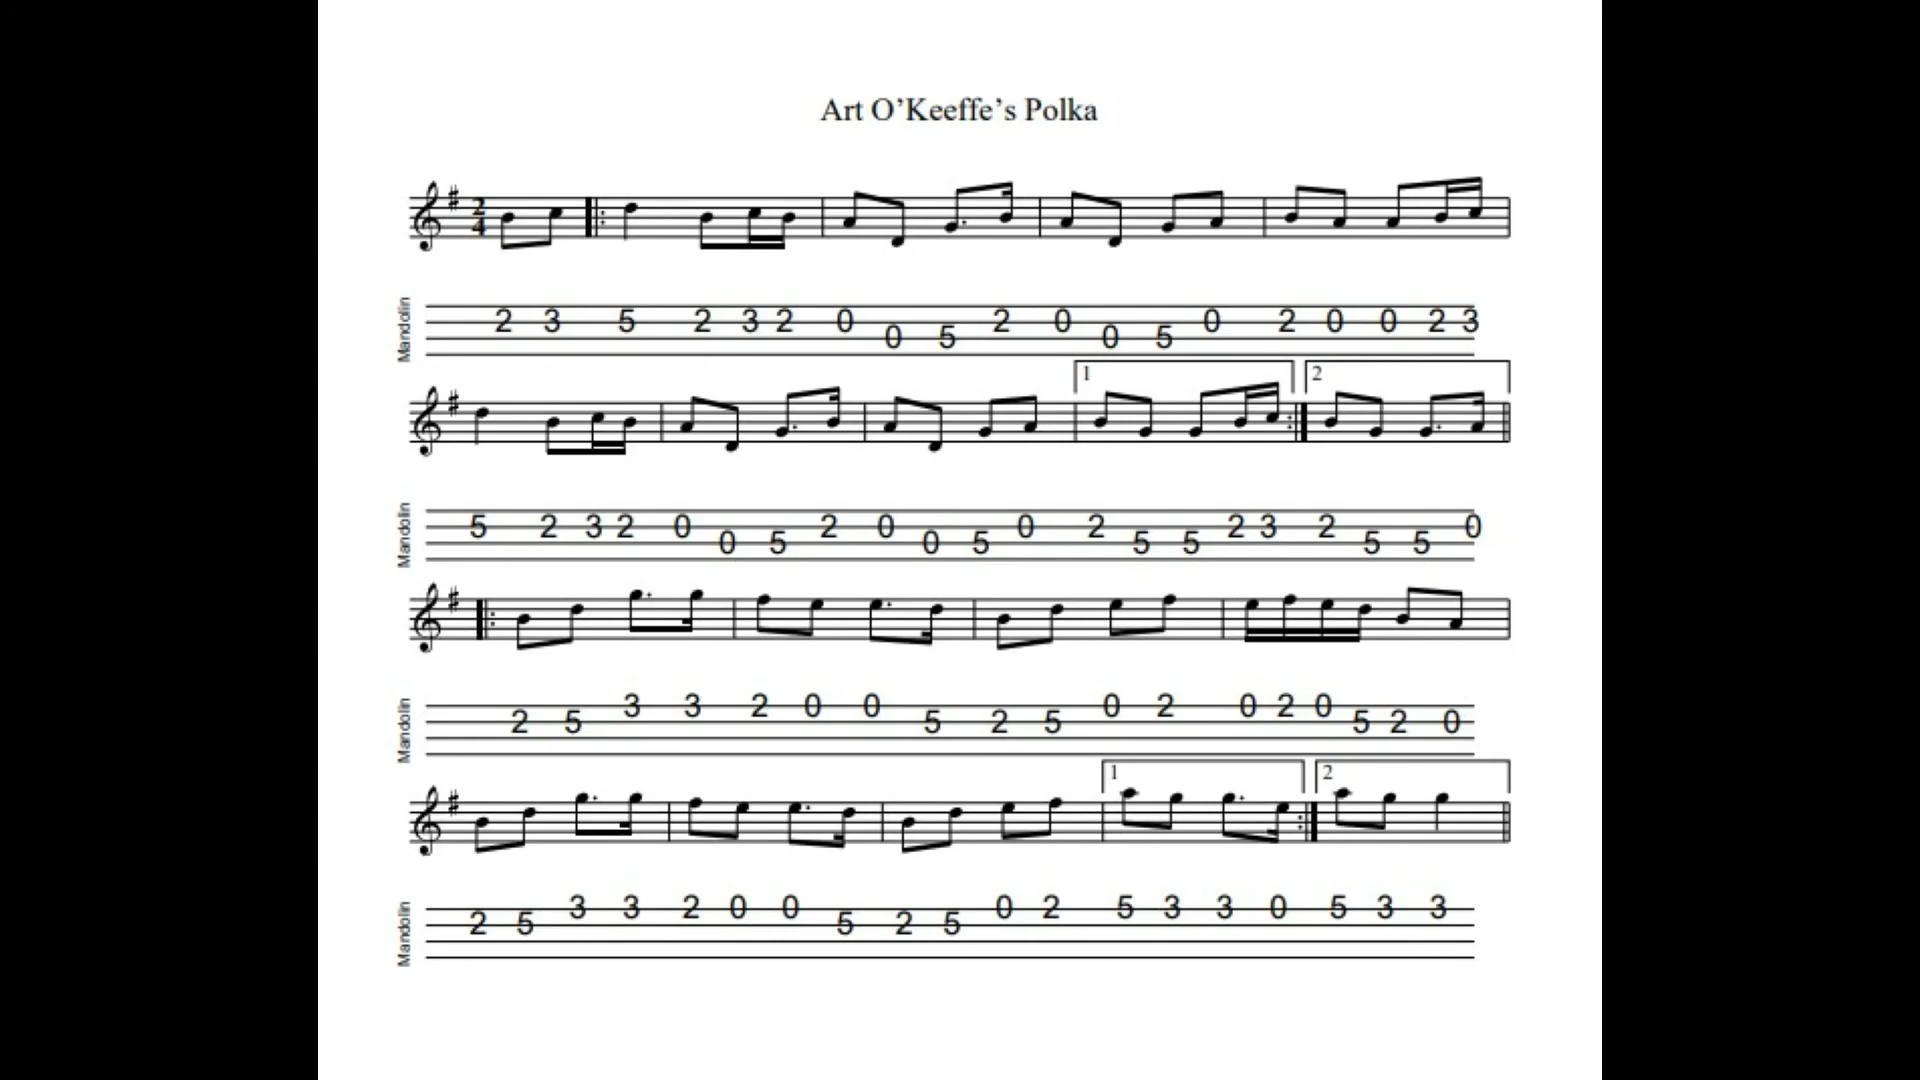 Art O’Keeffe’s Polka
2
4
Mandolin
2 3 5 2 3 2 0 0 5 2 0 0 5 0 2 0 0 2 3
1 2
Mandolin
5 2 3 2 0 0 5 2 0 0 5 0 2 5 5 2 3 2 5 5 0
Mandolin
2 5 3 3 2 0 0 5 2 5 0 2 0 2 0 5 2 0
1 2
Mandolin
2 5 3 3 2 0 0 5 2 5 0 2 5 3 3 0 5 3 3